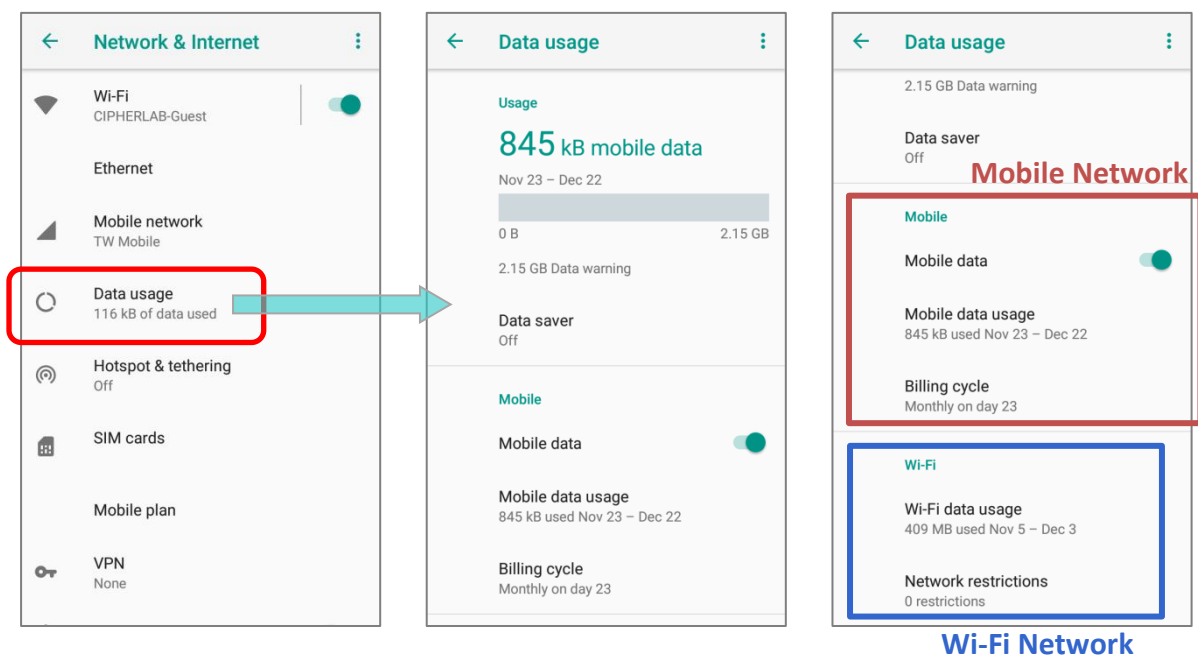 Network & Internet
Wi-Fi
CIPHERLAB-Guest
Ethernet
Mobile network
TW Mobile
Data usage
116 kB of data used
Hotspot & tethering
Off
SIM cards
Mobile plan
VPN
None
Data usage
Usage
845 kB mobile data
Nov 23 – Dec 22
0 B 2.15 GB
2.15 GB Data warning
Data saver
Off
Mobile
Mobile data
Mobile data usage
845 kB used Nov 23 – Dec 22
Billing cycle
Monthly on day 23
Data usage
2.15 GB Data warning
Data saver
Off
Mobile Network
Mobile
Mobile data
Mobile data usage
845 kB used Nov 23 – Dec 22
Billing cycle
Monthly on day 23
Wi-Fi
Wi-Fi data usage
409 MB used Nov 5 – Dec 3
Network restrictions
0 restrictions
Wi-Fi Network